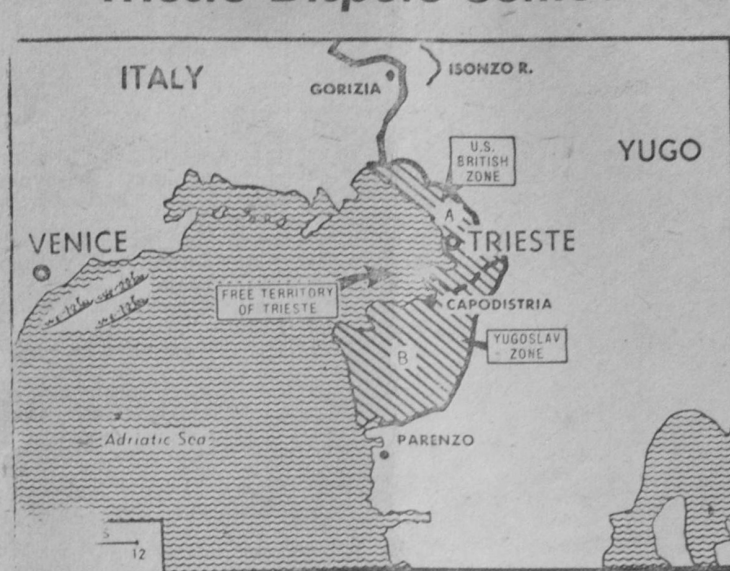 ITALY
ISONZO R.
GORIZIA
U.S.
BRITISH
ZONE
YUGO
A
VENICE
TRIESTE
FREE TERRITORY
OF TRIESTE
CAPODISTRIA
YUGOSLAV
ZONE
B
Adriatic Sea
PARENZO
12